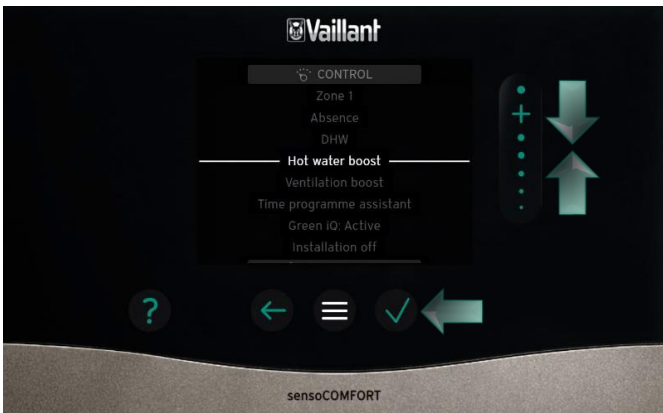 Vaillant
CONTROL
Zone 1
Absence
DHW
Hot water boost
Ventilation boost
Time programme assistant
Green iQ: Active
Installation off
?
sensoCOMFORT